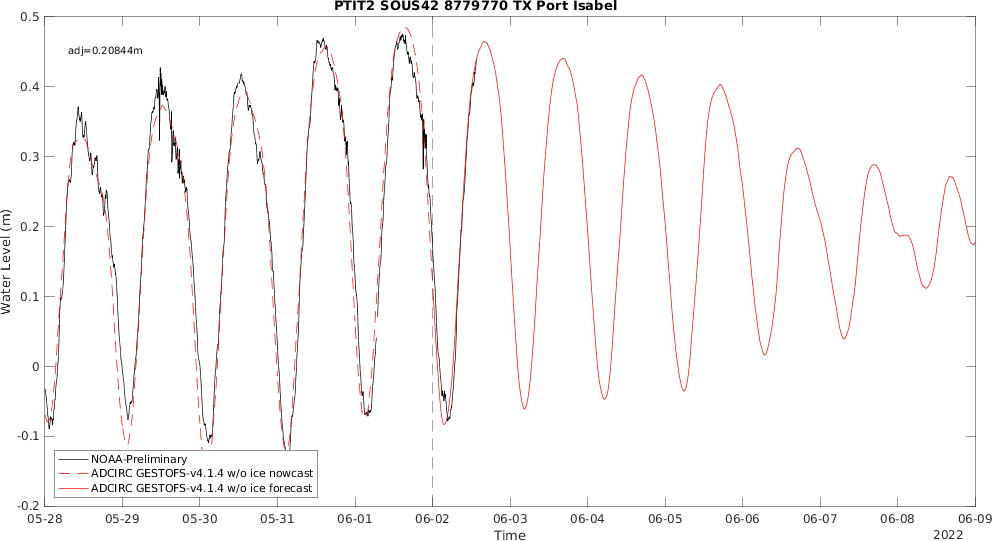 PTIT2 SOUS42 8779770 TX Port Isabel
0.5
0.4
0.3
0.2
0.1
0
-0.1
-0.2
Water Level (m)
adj=0.20844m
NOAA-Preliminary
ADCIRC GESTOFS-v4.1.4 w/o ice nowcast
ADCIRC GESTOFS-v4.1.4 w/o ice forecast
05-28 05-29 05-30 05-31 06-01 06-02 06-03 06-04 06-05 06-06 06-07 06-08 06-09
Time
2022